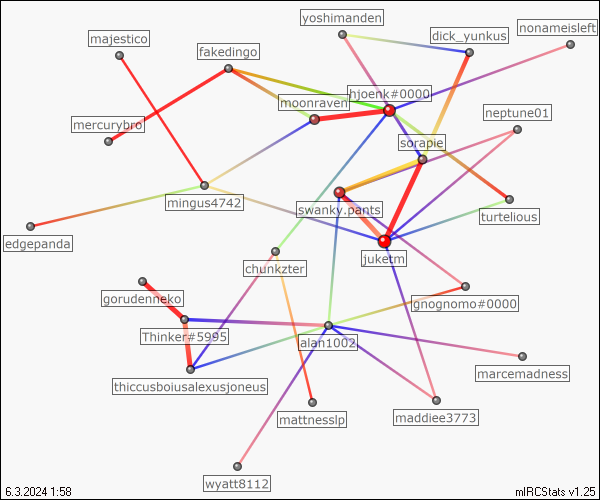 yoshimanden
nonameisleft
dick_yunkus
majestico
fakedingo
hjoenk#0000
moonraven
neptune01
mercurybro
sorapie
mingus4742
swanky.pants
turtelious
edgepanda
juketm
chunkzter
gorudenneko
gnognomo#0000
Thinker#5995
alan1002
marcemadness
thiccusboiusalexusjoneus
mattnesslp
maddiee3773
wyatt8112
6.3.2024 1:58
mIRCStats v1.25